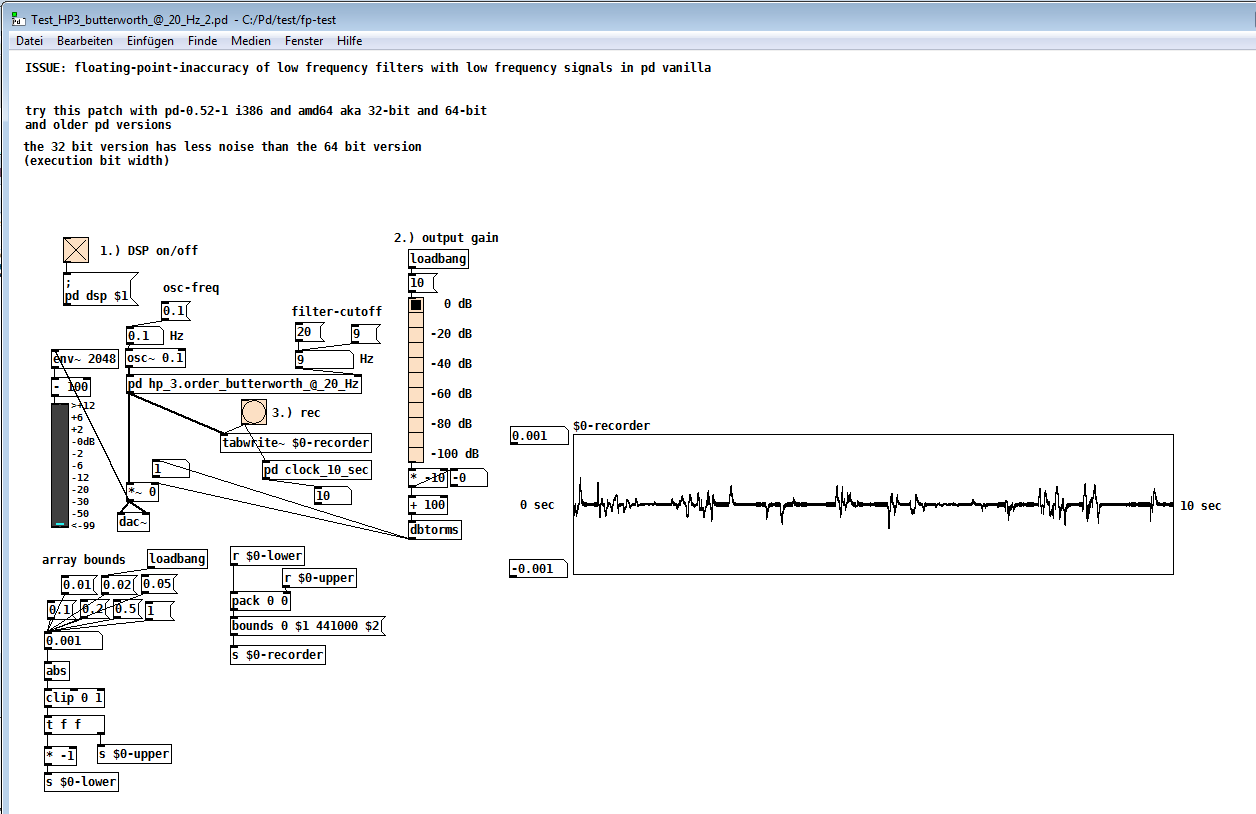 Test_HP3_butterworth_@_20_Hz_2.pd - C:/Pd/test/fp-test
Datei Bearbeiten Einfügen Finde Medien Fenster Hilfe
ISSUE: floating-point-inaccuracy of low frequency filters with low frequency signals in pd vanilla
try this patch with pd-0.52-1 i386 and amd64 aka 32-bit and 64-bit
and older pd versions
the 32 bit version has less noise than the 64 bit version
(execution bit width)
1.) DSP on/off
;
pd dsp $1
osc-freq
0.1
0.1 Hz
env~ 2048
osc~ 0.1
- 100
pd hp_3.order_butterworth_@_20_Hz
filter-cutoff
20
9
9 Hz
3.) rec
tabwrite~ $0-recorder
pd clock_10_sec
10
1
*~ 0
dac~
>+12
+6
+2
-0dB
-2
-6
-12
-20
-30
-50
<-99
2.) output gain
loadbang
10
0 dB
-20 dB
-40 dB
-60 dB
-80 dB
-100 dB
* -10
-0
+ 100
dbtorms
$0-recorder
0.001
0 sec
10 sec
-0.001
array bounds
loadbang
0.01
0.02
0.05
0.1
0.2
0.5
1
0.001
abs
clip 0 1
t f f
* -1
s $0-upper
s $0-lower
r $0-lower
r $0-upper
pack 0 0
bounds 0 $1 441000 $2
s $0-recorder